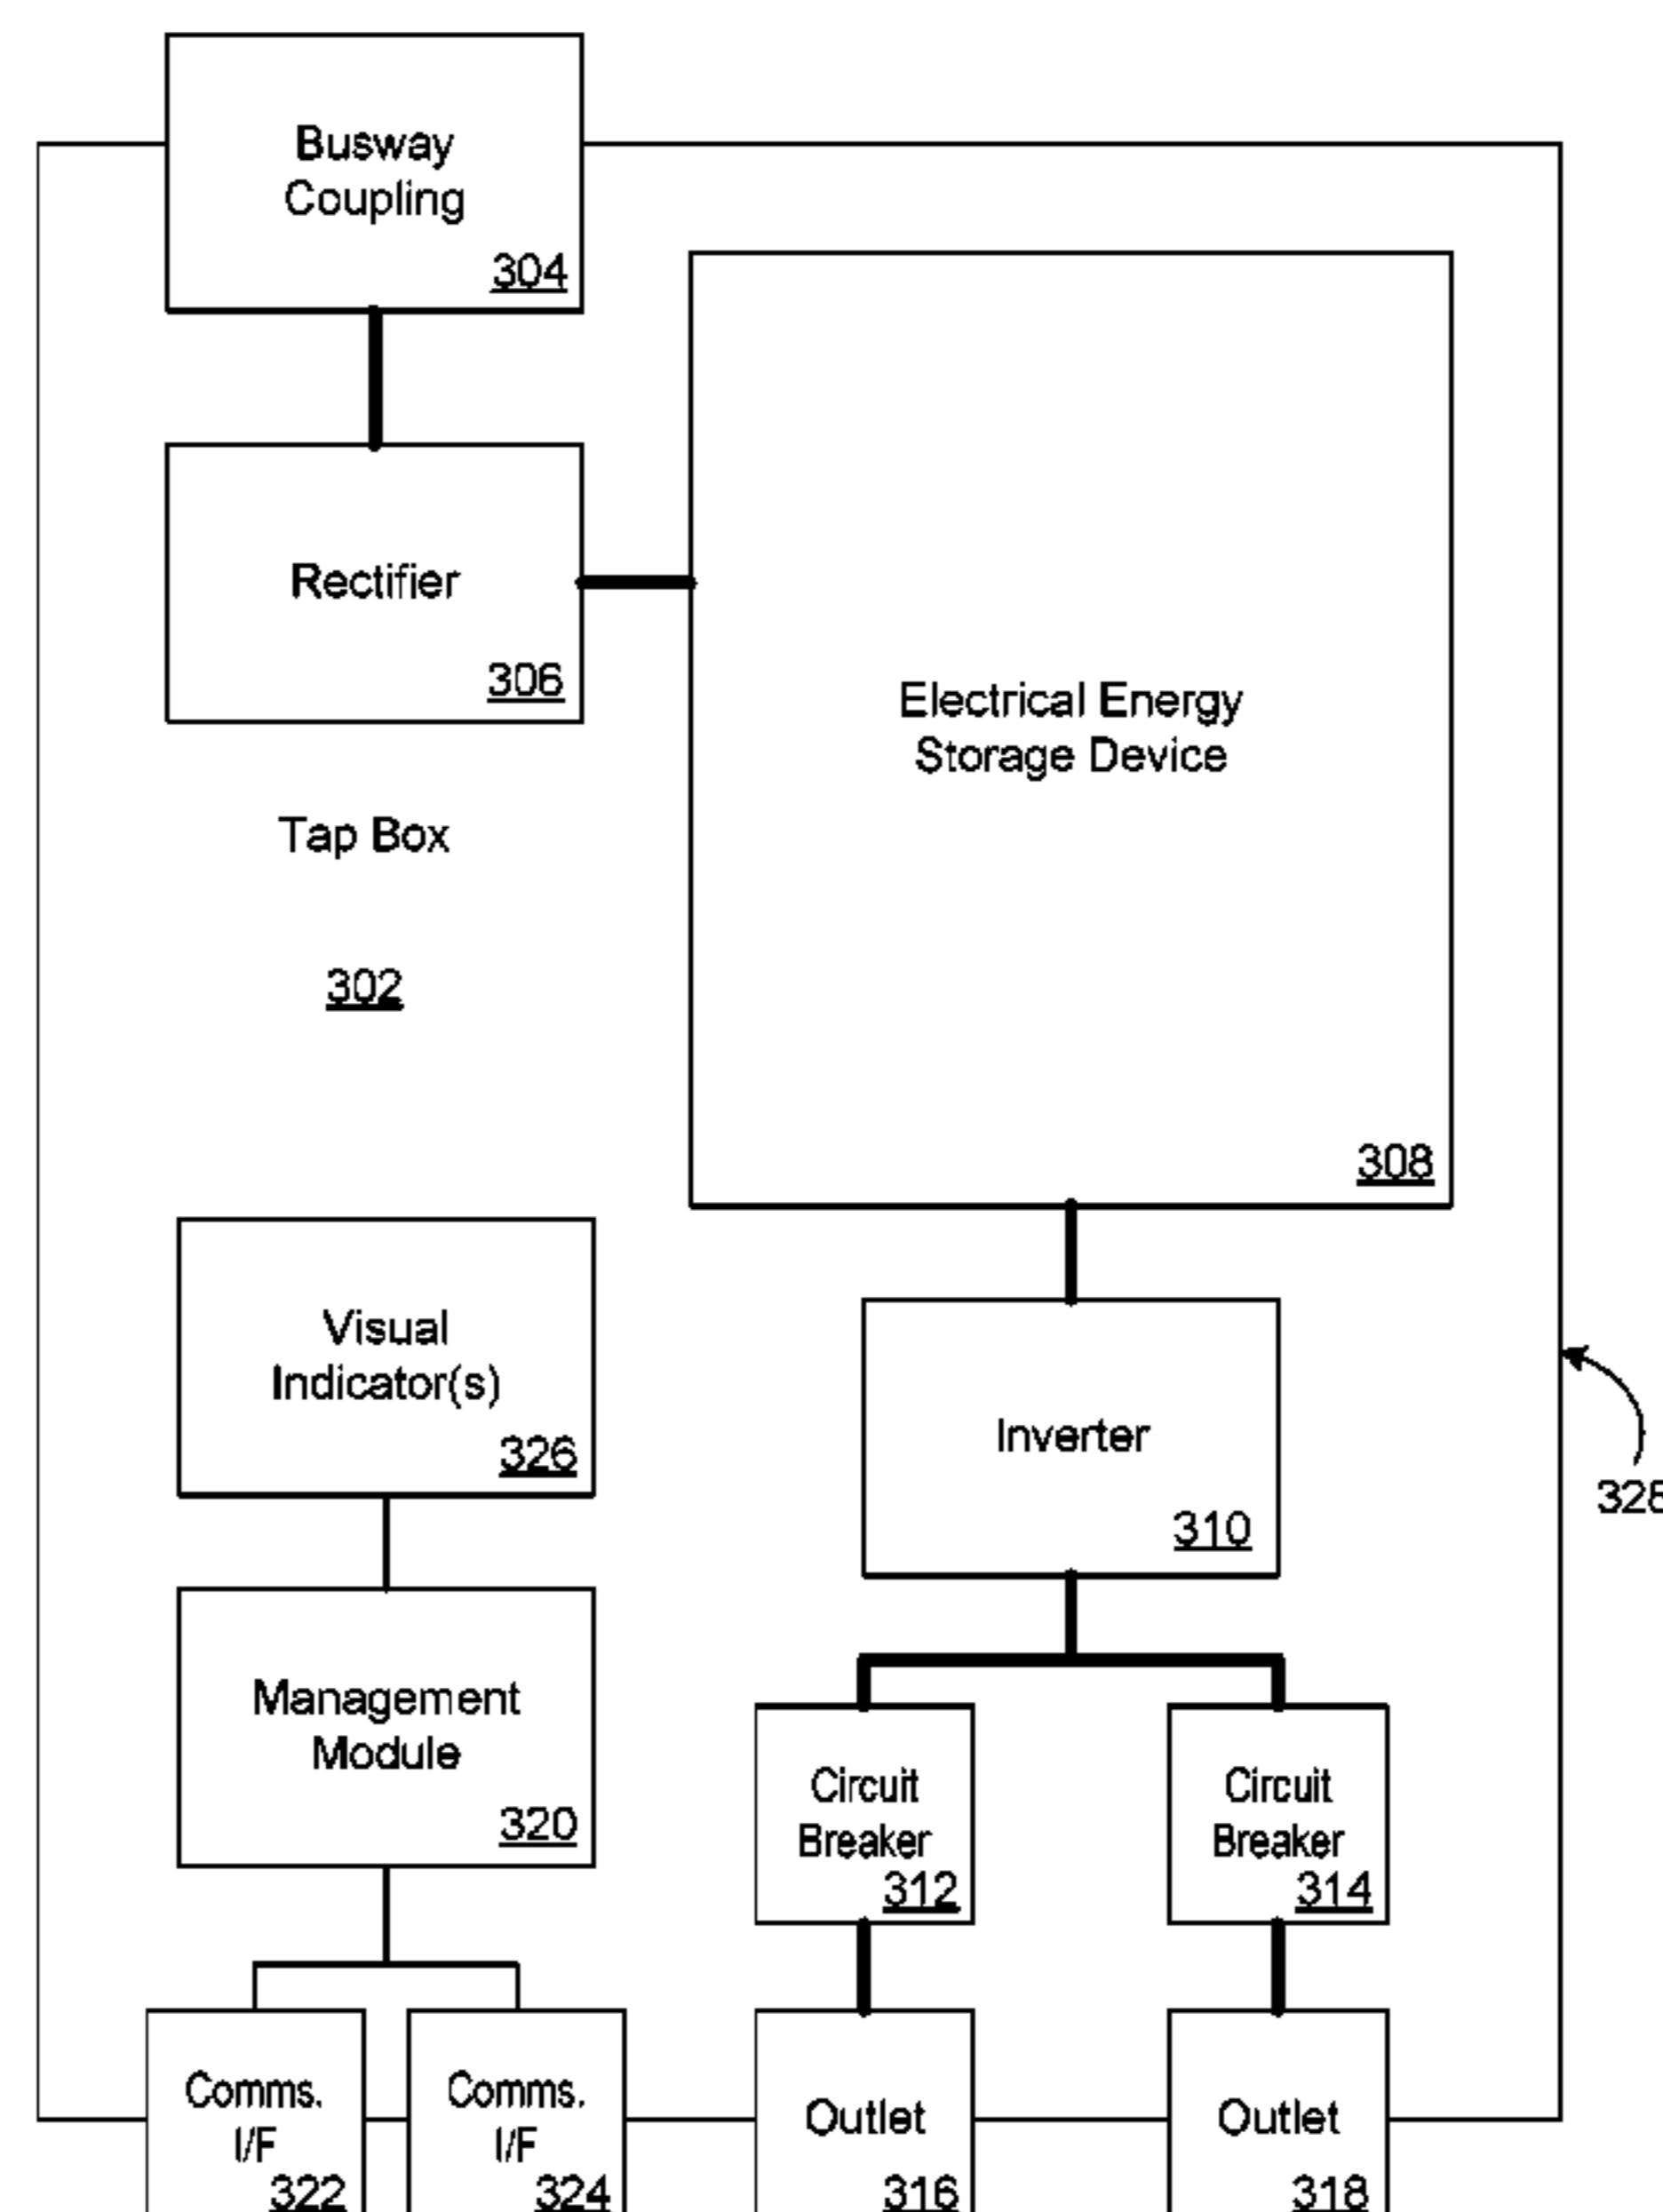 Busway
Coupling
304
Rectifier
306
Electrical Energy
Storage Device
308
Tap Box
302
Visual
Indicator(s)
326
Inverter
310
328
Management
Module
320
Circuit
Breaker
312
Circuit
Breaker
314
Comms.
I/F
322
Comms.
I/F
324
Outlet
316
Outlet
318